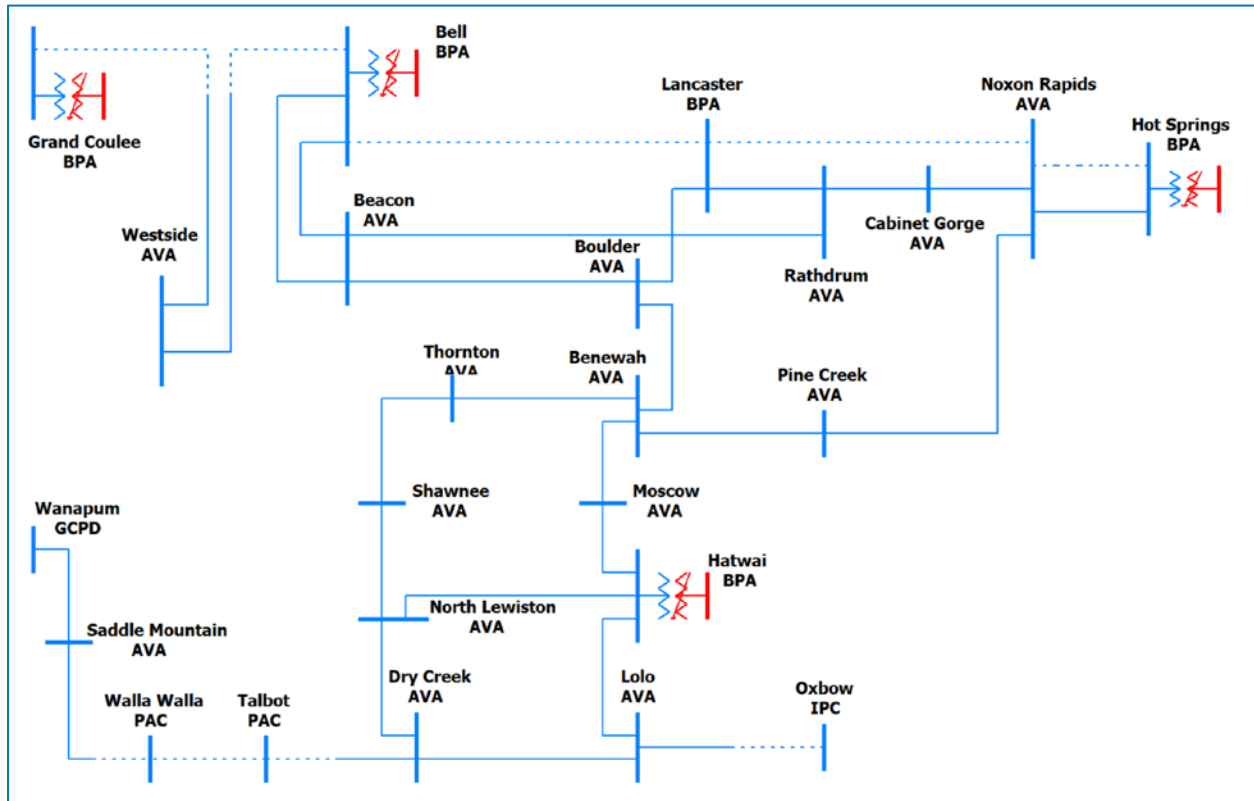 Bell
BPA
Grand Coulee
BPA
Lancaster
BPA
Noxon Rapids
AVA
Hot Springs
BPA
Westside
AVA
Beacon
AVA
Boulder
AVA
Cabinet Gorge
AVA
Rathdrum
AVA
Thornton
AVA
Benewah
AVA
Pine Creek
AVA
Shawnee
AVA
Moscow
AVA
Wanapum
GCPD
Hatwai
BPA
North Lewiston
AVA
Saddle Mountain
AVA
Walla Walla
PAC
Talbot
PAC
Dry Creek
AVA
Lolo
AVA
Oxbow
IPC